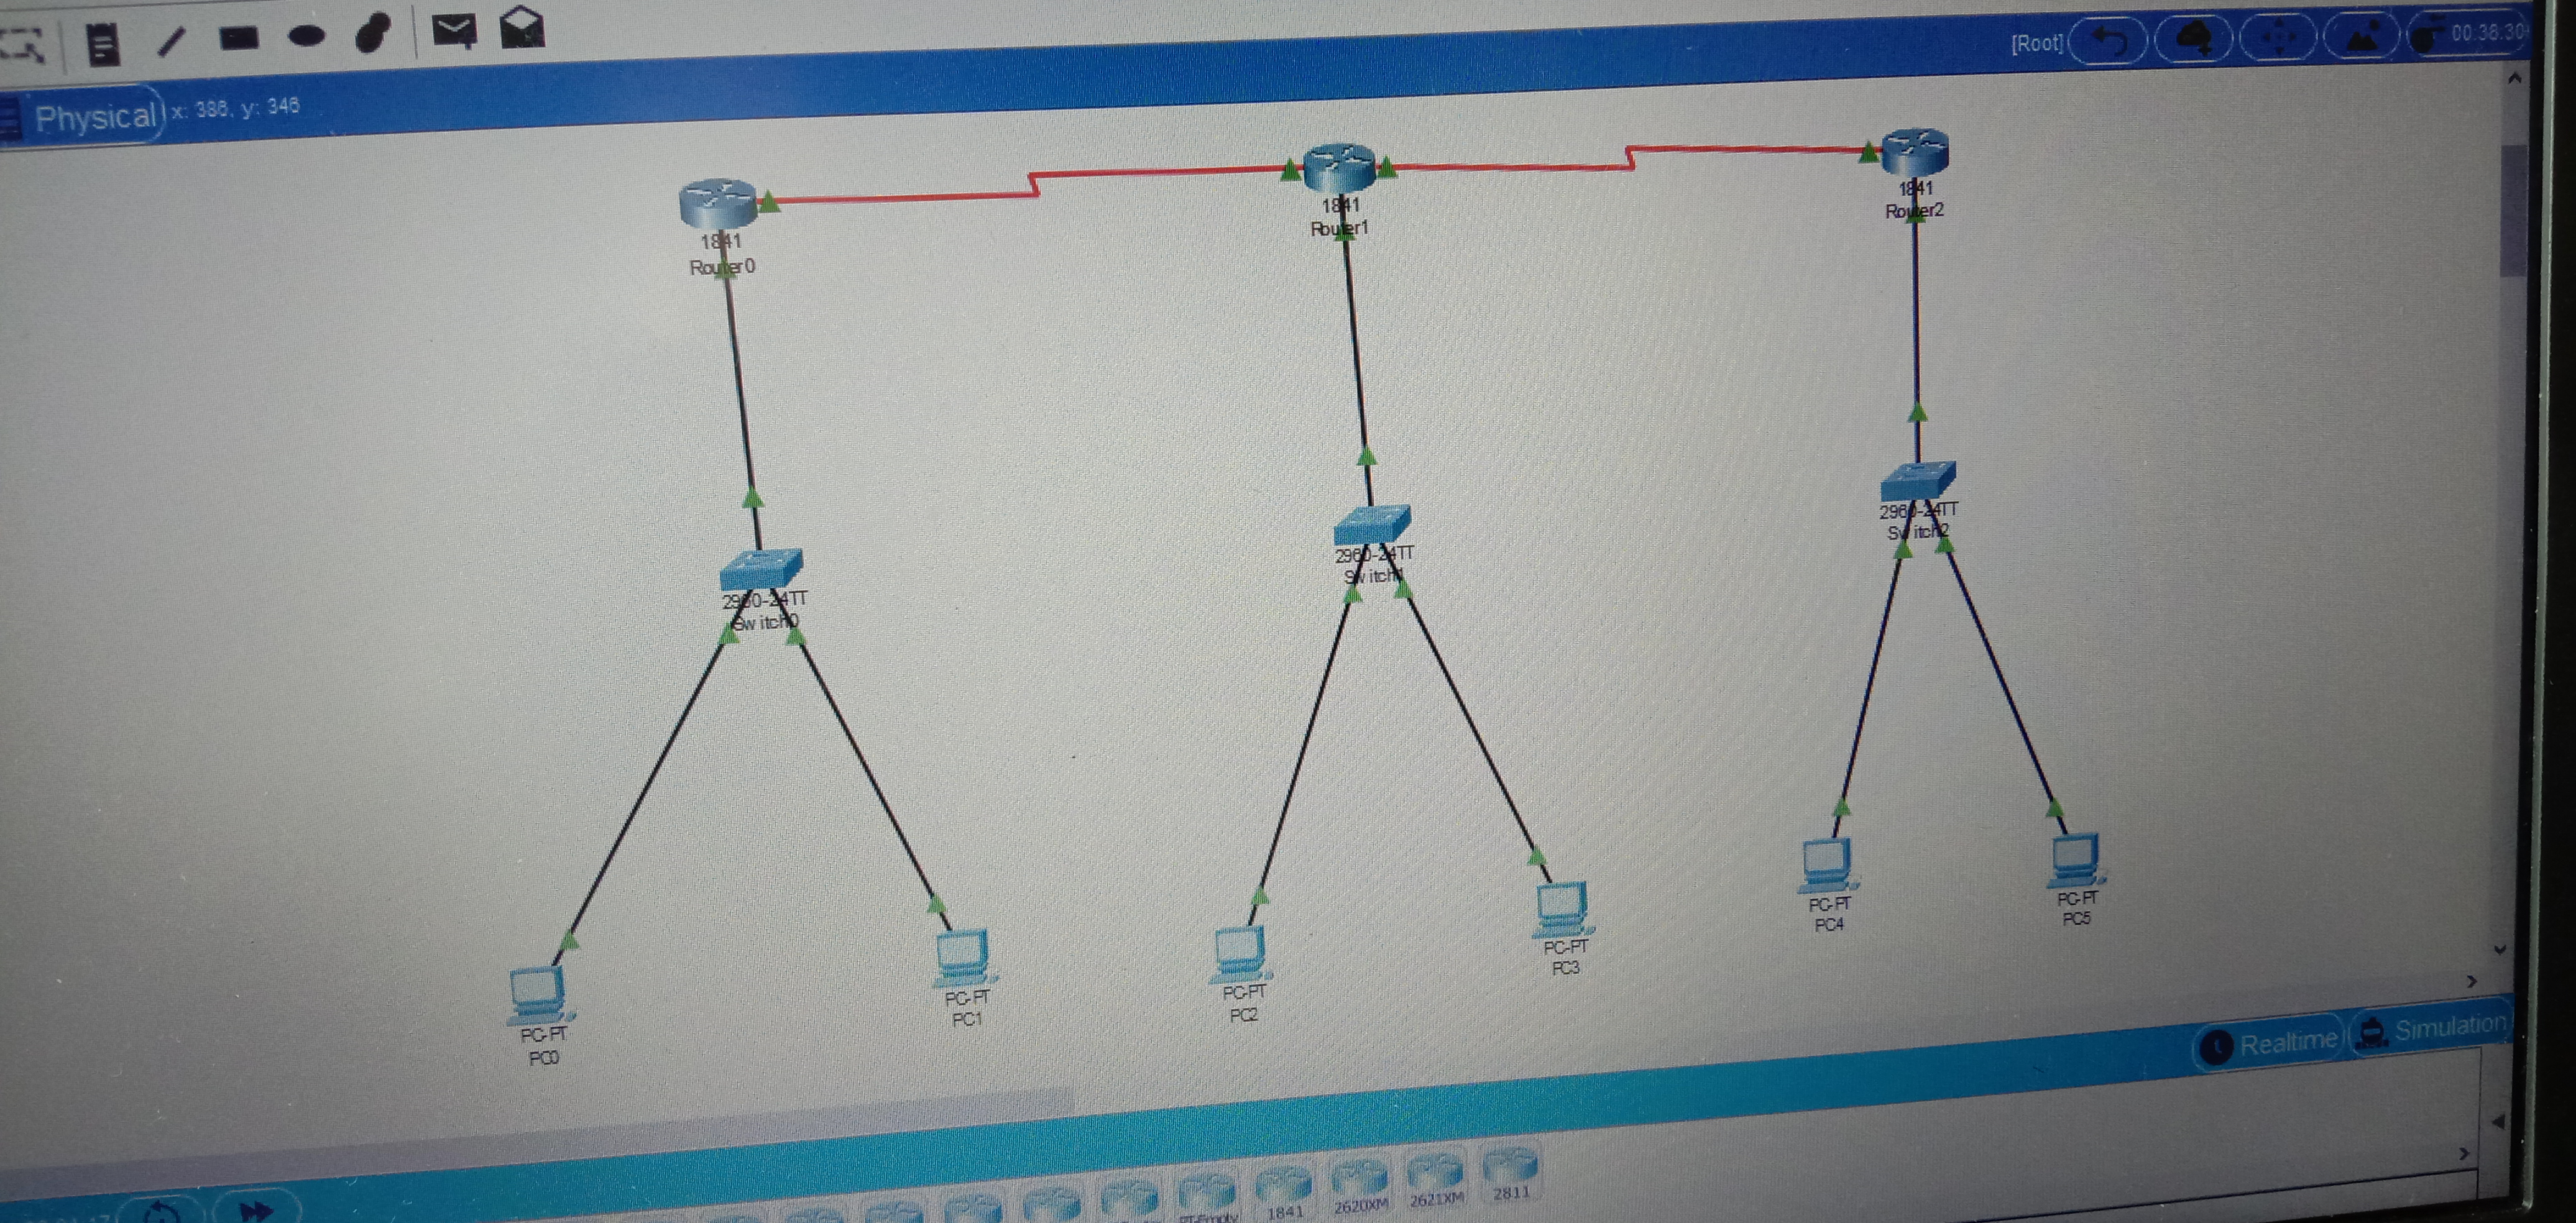 [Root]
00:38:30
Physical
x: 386, y: 346
1841
Router0
1841
Router1
1841
Router2
2960-24TT
Switch0
2960-24TT
Switch1
2960-24TT
Switch2
PC-PT
PC0
PC-PT
PC1
PC-PT
PC2
PC-PT
PC3
PC-PT
PC4
PC-PT
PC5
Realtime
Simulation
PT-Empty
1841
2620XM
2621XM
2811